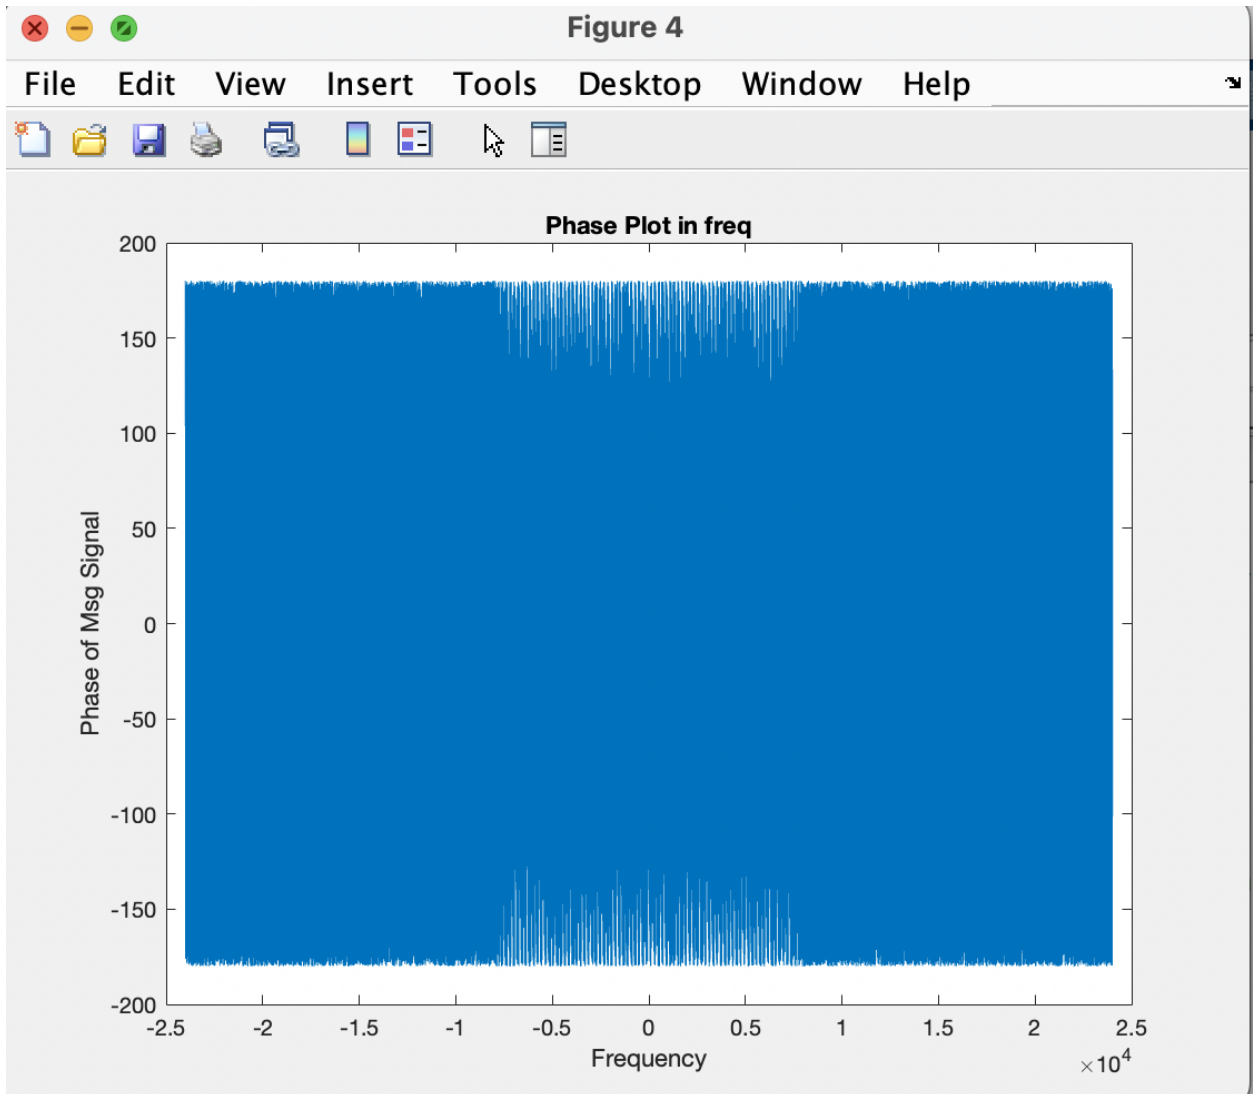 Figure 4
File Edit View Insert Tools Desktop Window Help
Phase Plot in freq
200
150
100
50
0
-50
-100
-150
-200
Phase of Msg Signal
-2.5 -2 -1.5 -1 -0.5 0 0.5 1 1.5 2 2.5
Frequency
×10⁴